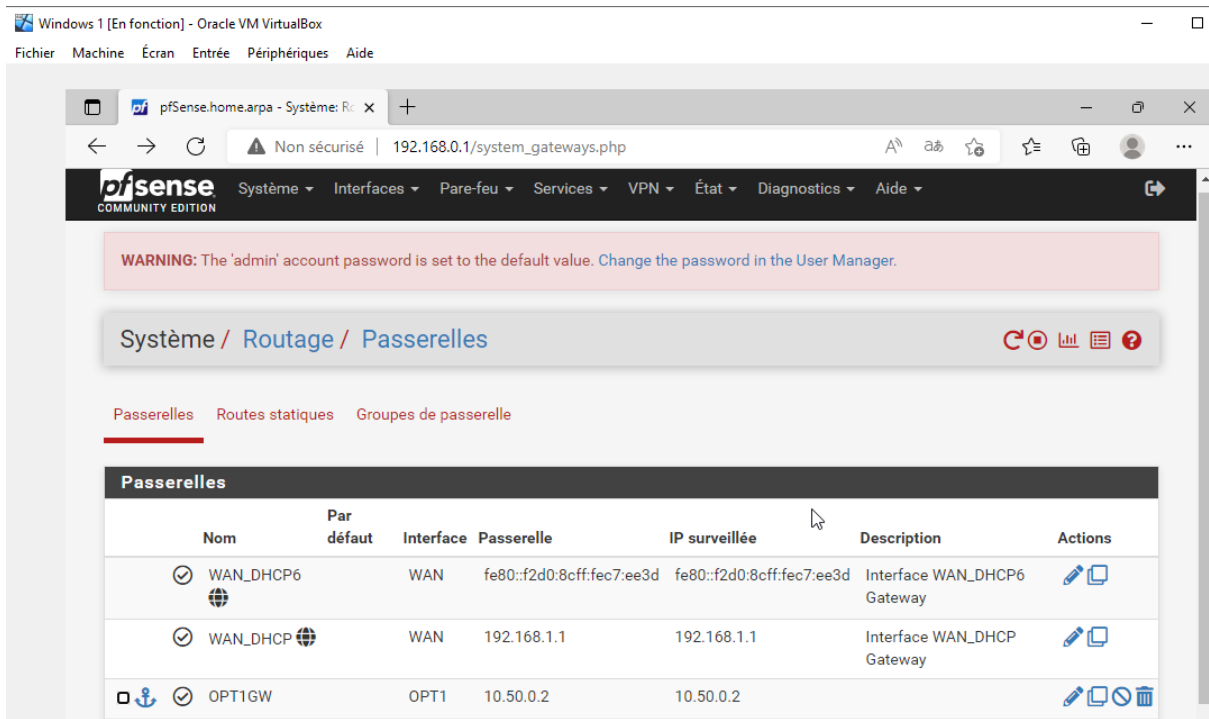 Windows 1 [En fonction] - Oracle VM VirtualBox
Fichier Machine Écran Entrée Périphériques Aide
pfSense.home.arpa - Système: Ro
Non sécurisé | 192.168.0.1/system_gateways.php
pfsense Système Interfaces Pare-feu Services VPN État Diagnostics Aide
COMMUNITY EDITION
WARNING: The 'admin' account password is set to the default value. Change the password in the User Manager.
Système / Routage / Passerelles
Passerelles Routes statiques Groupes de passerelle
Passerelles
Nom Par défaut Interface Passerelle IP surveillée Description Actions
WAN_DHCP6 WAN fe80::f2d0:8cff:fec7:ee3d fe80::f2d0:8cff:fec7:ee3d Interface WAN_DHCP6
Gateway
WAN_DHCP WAN 192.168.1.1 192.168.1.1 Interface WAN_DHCP
Gateway
OPT1GW OPT1 10.50.0.2 10.50.0.2